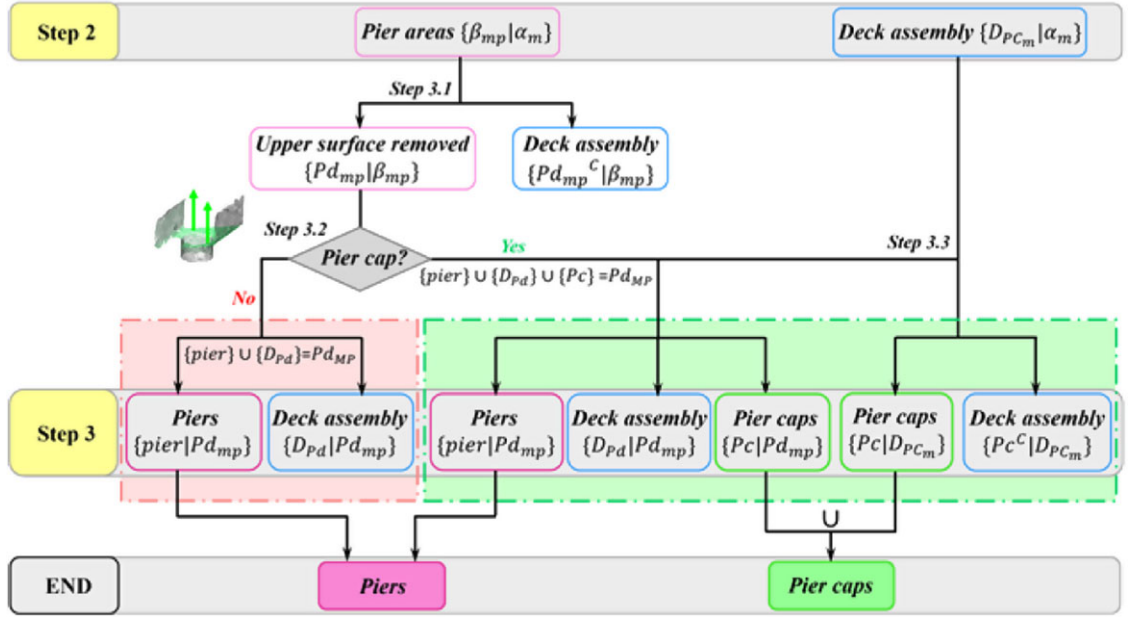 Step 2
Pier areas {β_mp|α_m}
Deck assembly {D_PC_m|α_m}
Step 3.1
Upper surface removed
{Pd_mp|β_mp}
Deck assembly
{Pd_mp^C|β_mp}
Step 3.2
Pier cap?
Yes
Step 3.3
{pier} ∪ {D_Pd} ∪ {Pc} =Pd_MP
No
{pier} ∪ {D_Pd}=Pd_MP
Step 3
Piers
{pier|Pd_mp}
Deck assembly
{D_Pd|Pd_mp}
Piers
{pier|Pd_mp}
Deck assembly
{D_Pd|Pd_mp}
Pier caps
{Pc|Pd_mp}
Pier caps
{Pc|D_PC_m}
Deck assembly
{Pc^C|D_PC_m}
∪
END
Piers
Pier caps